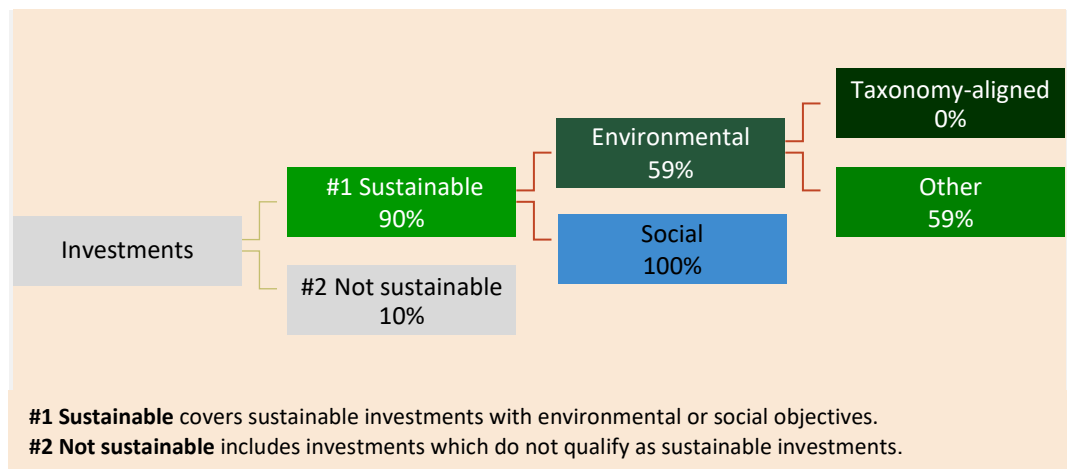 Investments
#1 Sustainable
90%
#2 Not sustainable
10%
Environmental
59%
Social
100%
Taxonomy-aligned
0%
Other
59%
#1 Sustainable covers sustainable investments with environmental or social objectives.
#2 Not sustainable includes investments which do not qualify as sustainable investments.